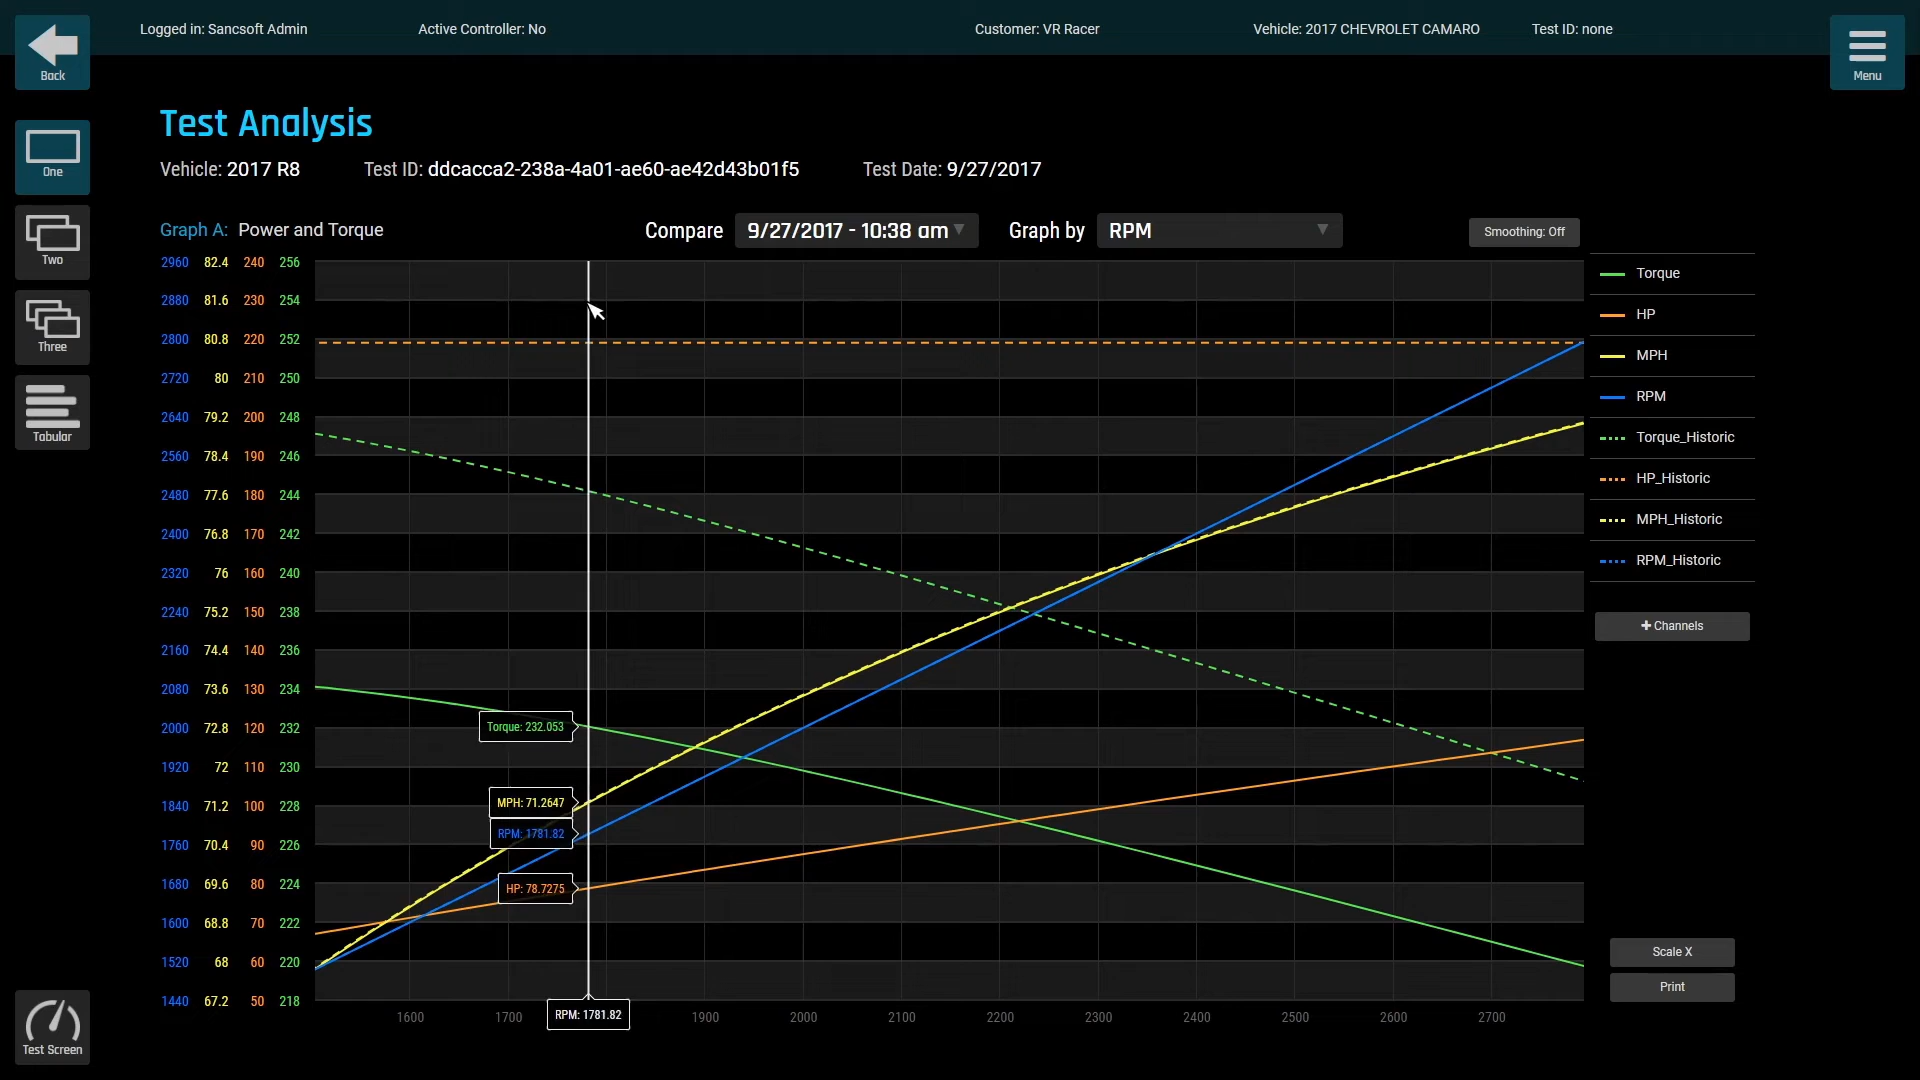 Logged in: Sancsoft Admin
Active Controller: No
Customer: VR Racer
Vehicle: 2017 CHEVROLET CAMARO
Test ID: none
Back
Menu
One
Two
Three
Tabular
Test Screen
Test Analysis
Vehicle: 2017 R8
Test ID: ddcacca2-238a-4a01-ae60-ae42d43b01f5
Test Date: 9/27/2017
Graph A: Power and Torque
Compare 9/27/2017 - 10:38 am
Graph by RPM
Smoothing: Off
2960 82.4 240 256
2880 81.6 230 254
2800 80.8 220 252
2720 80 210 250
2640 79.2 200 248
2560 78.4 190 246
2480 77.6 180 244
2400 76.8 170 242
2320 76 160 240
2240 75.2 150 238
2160 74.4 140 236
2080 73.6 130 234
2000 72.8 120 232
1920 72 110 230
1840 71.2 100 228
1760 70.4 90 226
1680 69.6 80 224
1600 68.8 70 222
1520 68 60 220
1440 67.2 50 218
Torque: 232.053
MPH: 71.2647
RPM: 1781.82
HP: 78.7275
RPM: 1781.82
1600 1700 1900 2000 2100 2200 2300 2400 2500 2600 2700
Torque
HP
MPH
RPM
Torque_Historic
HP_Historic
MPH_Historic
RPM_Historic
+ Channels
Scale X
Print